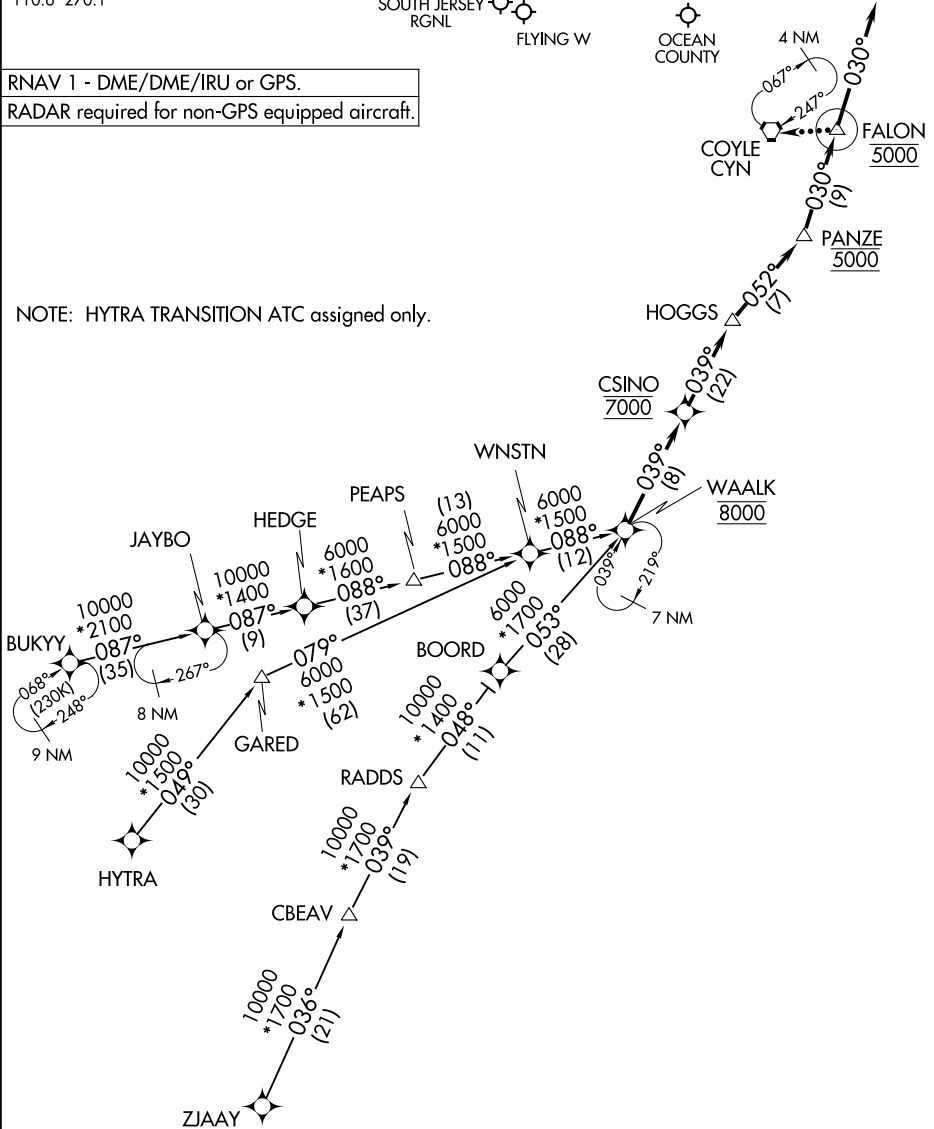 110.6 270.1
SOUTH JERSEY
RGNL
FLYING W
OCEAN
COUNTY
4 NM
030°
067°
247°
RNAV 1 - DME/DME/IRU or GPS.
RADAR required for non-GPS equipped aircraft.
COYLE
CYN
FALON
5000
030°
(9)
PANZE
5000
NOTE: HYTRA TRANSITION ATC assigned only.
052°
(7)
HOGGS
039°
(22)
CSINO
7000
039°
(8)
WAALK
8000
039°
219°
7 NM
WNSTN
6000
*1500
088°
(12)
PEAPS
(13)
6000
*1500
088°
HEDGE
6000
*1600
088°
(37)
JAYBO
10000
*1400
087°
(9)
267°
8 NM
BUKYY
10000
*2100
087°
(35)
068°
(230K)
248°
9 NM
079°
6000
*1500
(62)
GARED
10000
*1500
049°
(30)
HYTRA
6000
*1700
053°
(28)
BOORD
10000
*1400
048°
(11)
RADDS
10000
*1700
039°
(19)
CBEAV
10000
*1700
036°
(21)
ZJAAY